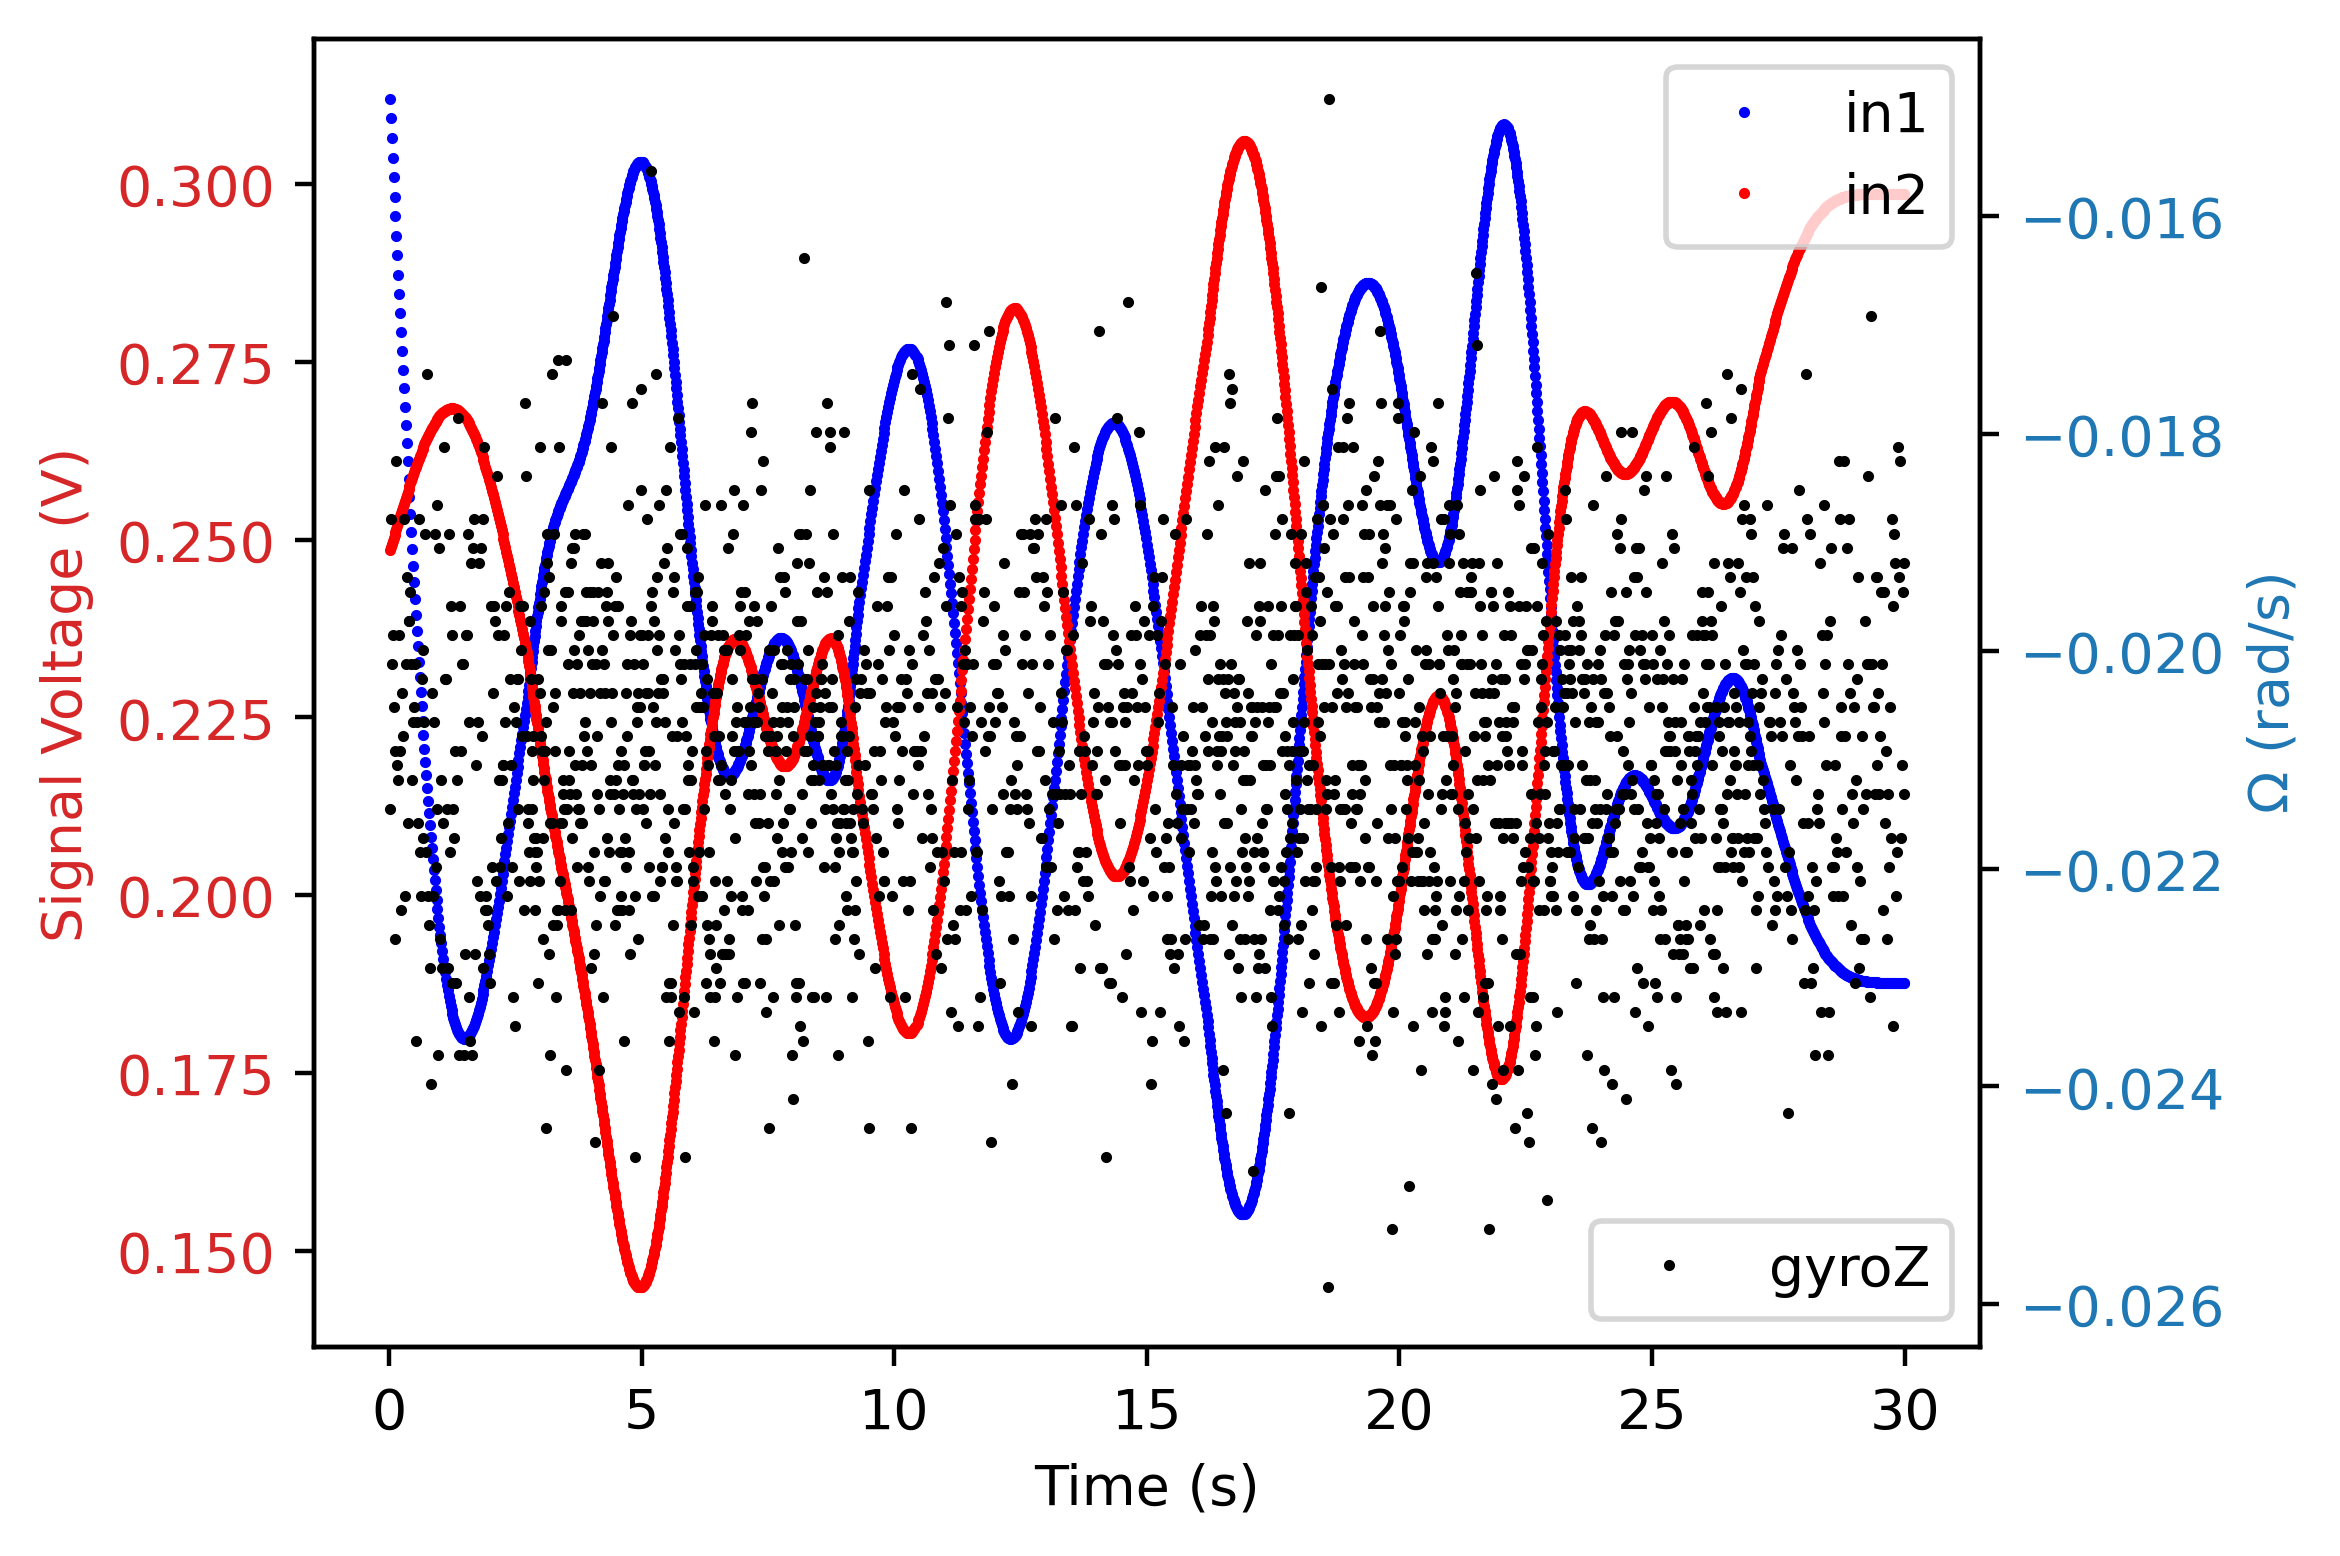 in1
in2
gyroZ
0.300
0.275
0.250
0.225
0.200
0.175
0.150
Signal Voltage (V)
−0.016
−0.018
−0.020
−0.022
−0.024
−0.026
Ω (rad/s)
0 5 10 15 20 25 30
Time (s)